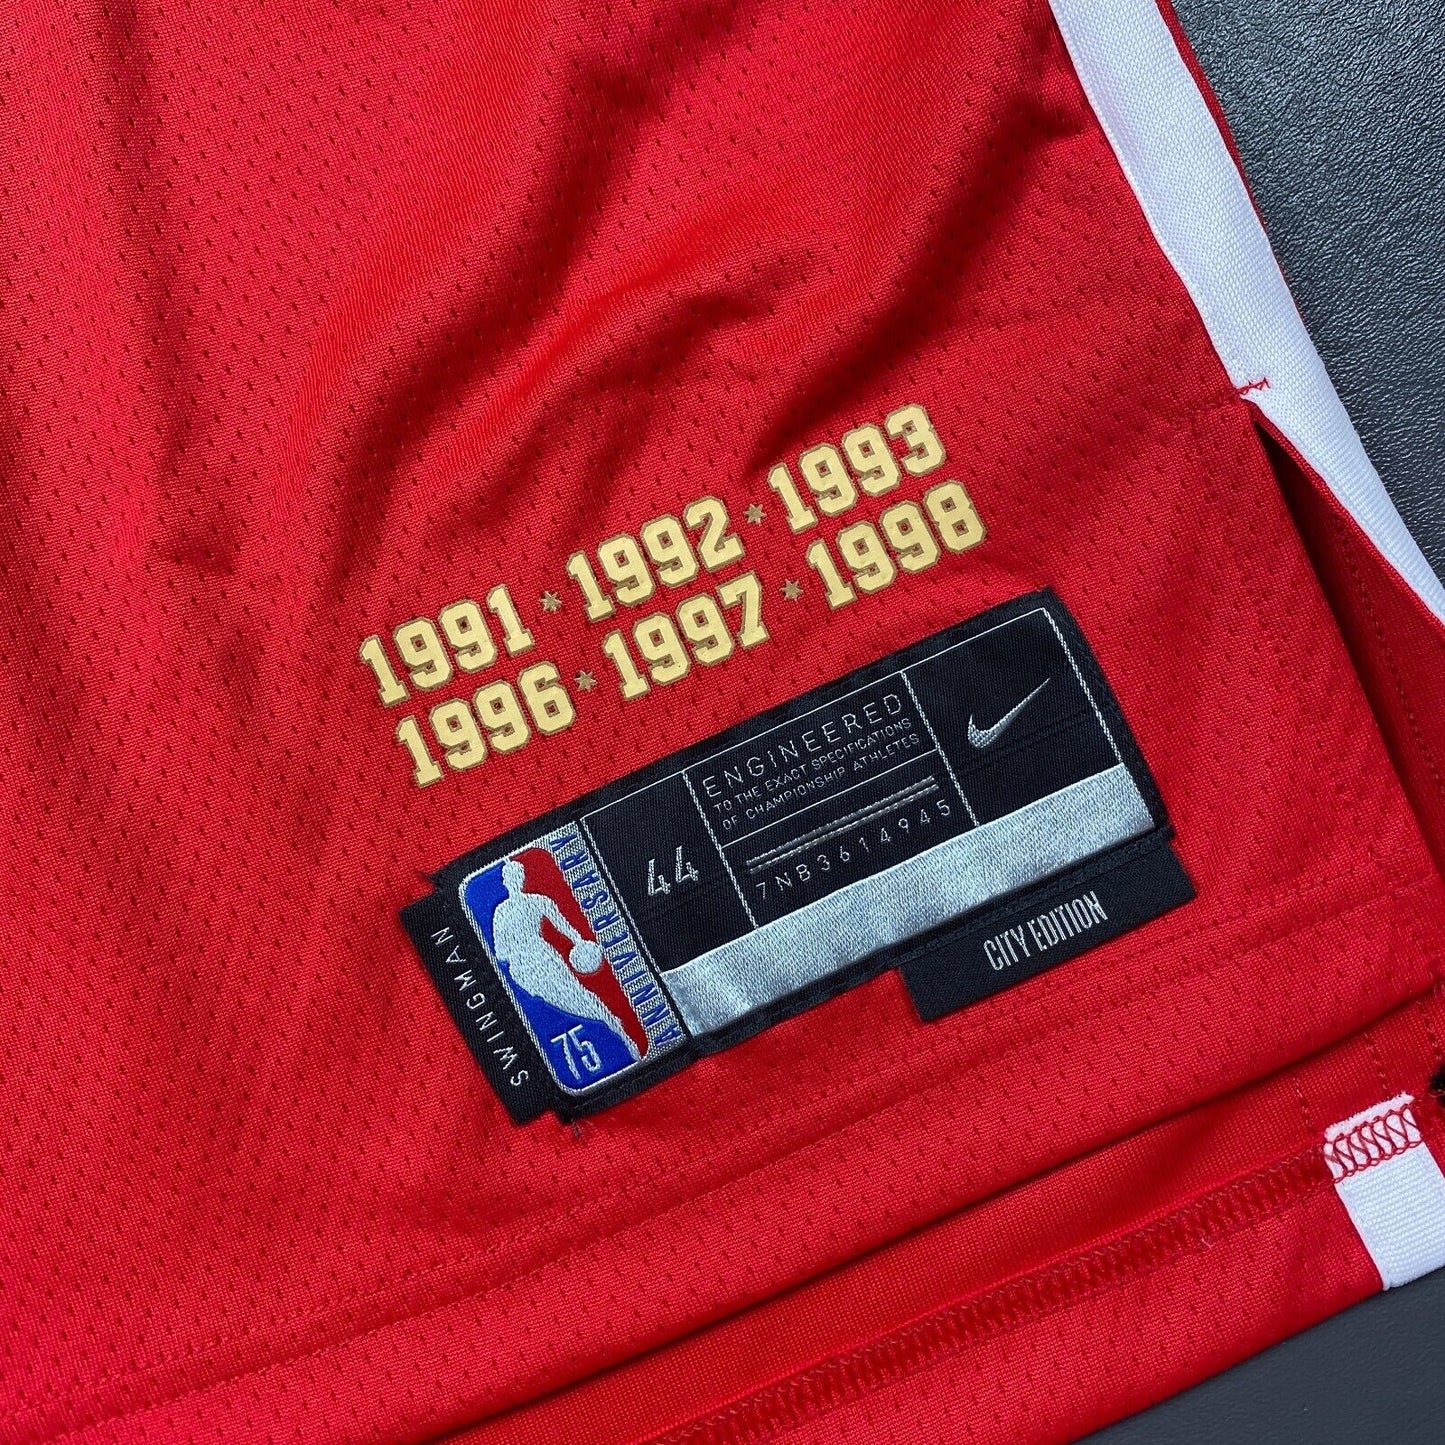 1991 * 1992 * 1993
1996 * 1997 * 1998
SWINGMAN
75
ANNIVERSARY
44
ENGINEERED
TO THE EXACT SPECIFICATIONS
OF CHAMPIONSHIP ATHLETES
7NB3614945
CITY EDITION